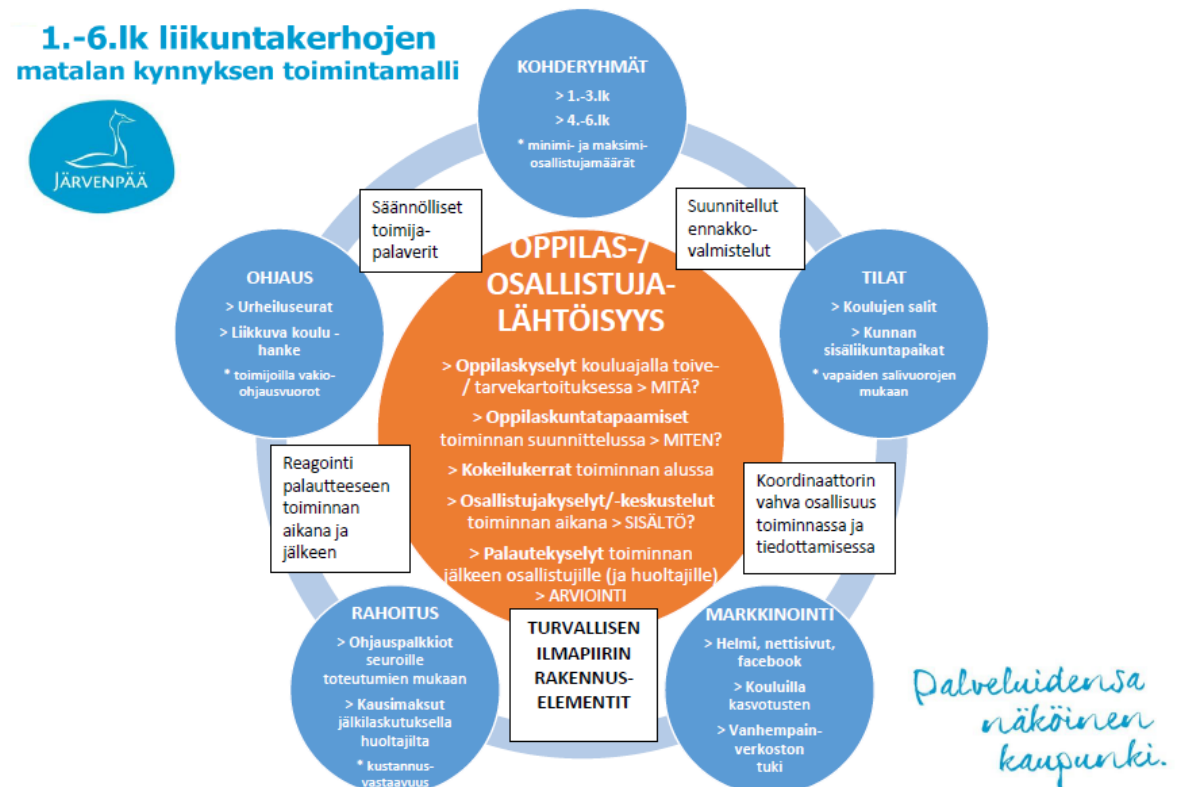 1.-6.lk liikuntakerhojen
matalan kynnyksen toimintamalli
JÄRVENPÄÄ
KOHDERYHMÄT
> 1.-3.lk
> 4.-6.lk
* minimi- ja maksimi-
osallistujamäärät
Säännölliset
toimija-
palaverit
Suunnitellut
ennakko-
valmistelut
OHJAUS
> Urheiluseurat
> Liikkuva koulu -
hanke
* toimijoilla vakio-
ohjausvuorot
OPPILAS-/
OSALLISTUJA-
LÄHTÖISYYS
> Oppilaskyselyt kouluajalla toive-
/ tarvekartoituksessa > MITÄ?
> Oppilaskuntatapaamiset
toiminnan suunnittelussa > MITEN?
> Kokeilukerrat toiminnan alussa
> Osallistujakyselyt/-keskustelut
toiminnan aikana > SISÄLTÖ?
> Palautekyselyt toiminnan
jälkeen osallistujille (ja huoltajille)
> ARVIOINTI
TILAT
> Koulujen salit
> Kunnan
sisäliikuntapaikat
* vapaiden salivuorojen
mukaan
Reagointi
palautteeseen
toiminnan
aikana ja
jälkeen
Koordinaattorin
vahva osallisuus
toiminnassa ja
tiedottamisessa
RAHOITUS
> Ohjauspalkkiot
seuroille
toteutumien mukaan
> Kausimaksut
jälkilaskutuksella
huoltajilta
* kustannus-
vastaavuus
TURVALLISEN
ILMAPIIRIN
RAKENNUS-
ELEMENTIT
MARKKINOINTI
> Helmi, nettisivut,
facebook
> Kouluilla
kasvotusten
> Vanhempain-
verkoston
tuki
Palveluidensa
näköinen
kaupunki.